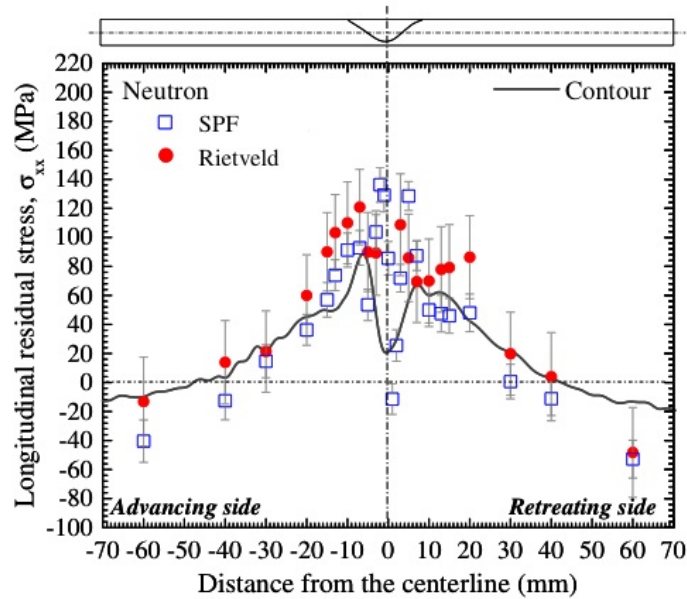 220
200
180
160
140
120
100
80
60
40
20
0
-20
-40
-60
-80
-100
Longitudinal residual stress, σxx (MPa)
Neutron
SPF
Rietveld
Contour
Advancing side
Retreating side
-70 -60 -50 -40 -30 -20 -10 0 10 20 30 40 50 60 70
Distance from the centerline (mm)